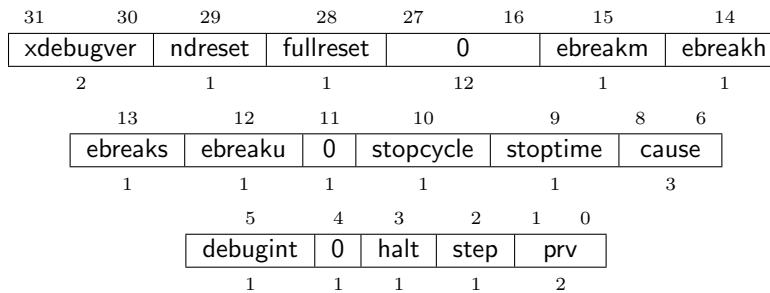 31 30 29 28 27 16 15 14
xdebugver ndreset fullreset 0 ebreakm ebreakh
2 1 1 12 1 1
13 12 11 10 9 8 6
ebreaks ebreaku 0 stopcycle stoptime cause
1 1 1 1 1 3
5 4 3 2 1 0
debugint 0 halt step prv
1 1 1 1 2